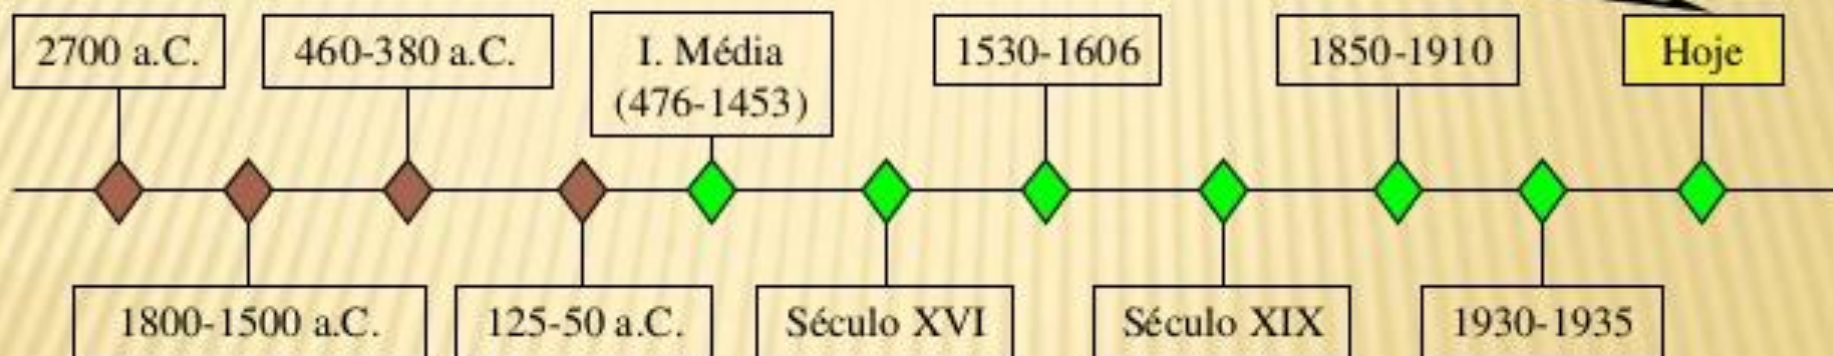 2700 a.C.
460-380 a.C.
I. Média
(476-1453)
1530-1606
1850-1910
Hoje
1800-1500 a.C.
125-50 a.C.
Século XVI
Século XIX
1930-1935